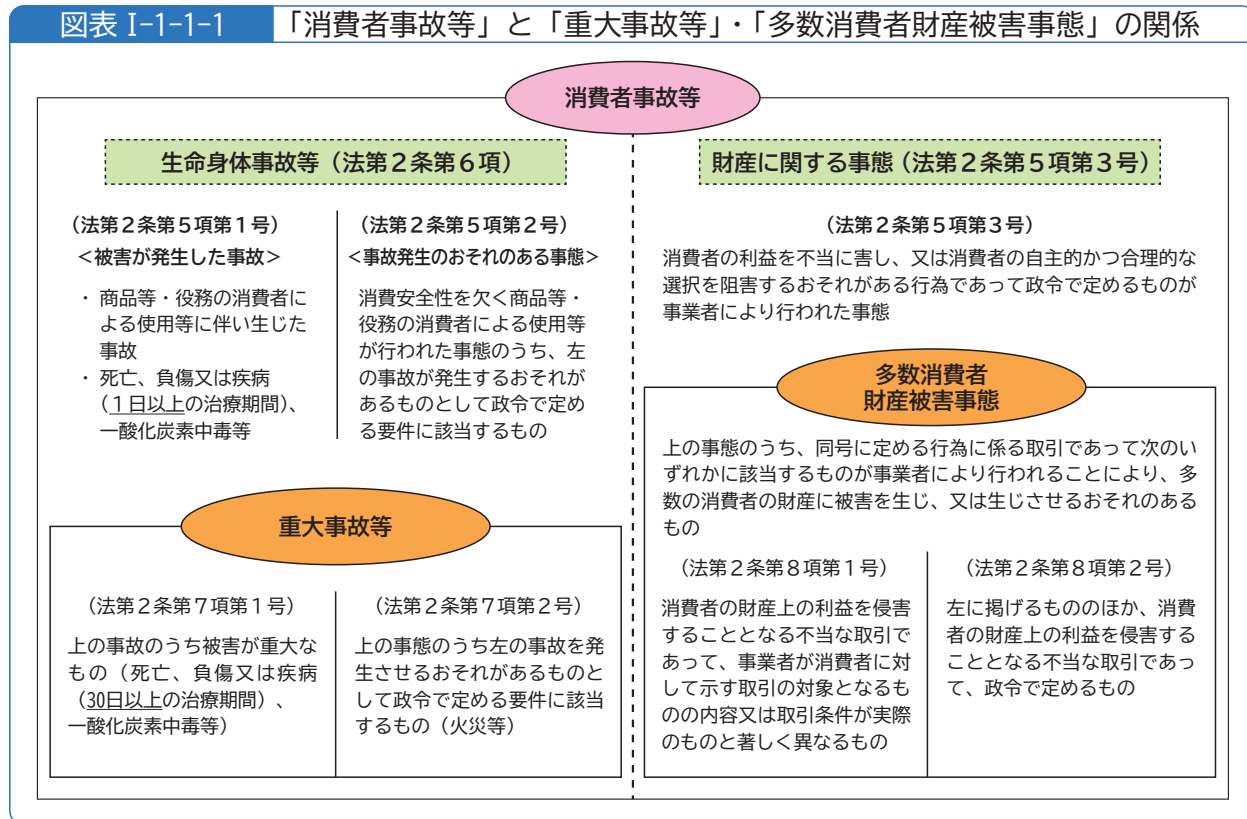 図表 I-1-1-1 「消費者事故等」と「重大事故等」・「多数消費者財産被害事態」の関係
消費者事故等
生命身体事故等（法第２条第６項）
（法第２条第５項第１号）
＜被害が発生した事故＞
・ 商品等・役務の消費者に
よる使用等に伴い生じた
事故
・ 死亡、負傷又は疾病
（１日以上の治療期間）、
一酸化炭素中毒等
（法第２条第５項第２号）
＜事故発生のおそれのある事態＞
消費安全性を欠く商品等・
役務の消費者による使用等
が行われた事態のうち、左
の事故が発生するおそれが
あるものとして政令で定め
る要件に該当するもの
重大事故等
（法第２条第７項第１号）
上の事故のうち被害が重大な
もの（死亡、負傷又は疾病
（30日以上の治療期間）、
一酸化炭素中毒等）
（法第２条第７項第２号）
上の事態のうち左の事故を発
生させるおそれがあるものと
して政令で定める要件に該当
するもの（火災等）
財産に関する事態（法第２条第５項第３号）
（法第２条第５項第３号）
消費者の利益を不当に害し、又は消費者の自主的かつ合理的な
選択を阻害するおそれがある行為であって政令で定めるものが
事業者により行われた事態
多数消費者
財産被害事態
上の事態のうち、同号に定める行為に係る取引であって次のい
ずれかに該当するものが事業者により行われることにより、多
数の消費者の財産に被害を生じ、又は生じさせるおそれのある
もの
（法第２条第８項第１号）
消費者の財産上の利益を侵害
することとなる不当な取引で
あって、事業者が消費者に対
して示す取引の対象となるも
のの内容又は取引条件が実際
のものと著しく異なるもの
（法第２条第８項第２号）
左に掲げるもののほか、消費
者の財産上の利益を侵害する
こととなる不当な取引であっ
て、政令で定めるもの